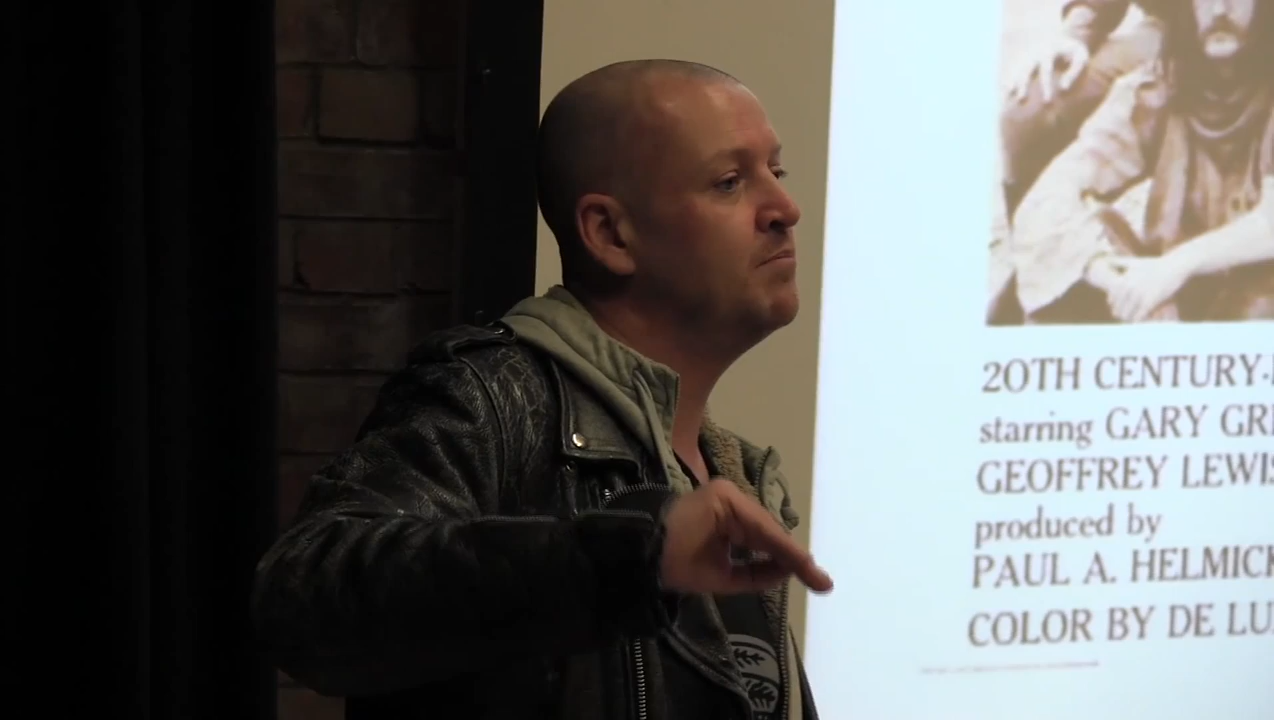 20TH CENTURY-
starring GARY GR
GEOFFREY LEWIS
produced by
PAUL A. HELMICK
COLOR BY DE LU